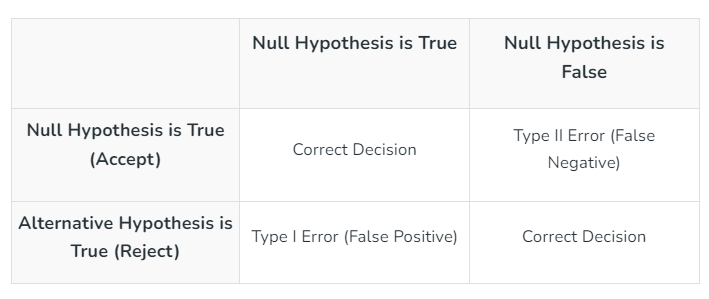 Null Hypothesis is True
Null Hypothesis is
False
Null Hypothesis is True
(Accept)
Correct Decision
Type II Error (False
Negative)
Alternative Hypothesis is
True (Reject)
Type I Error (False Positive)
Correct Decision